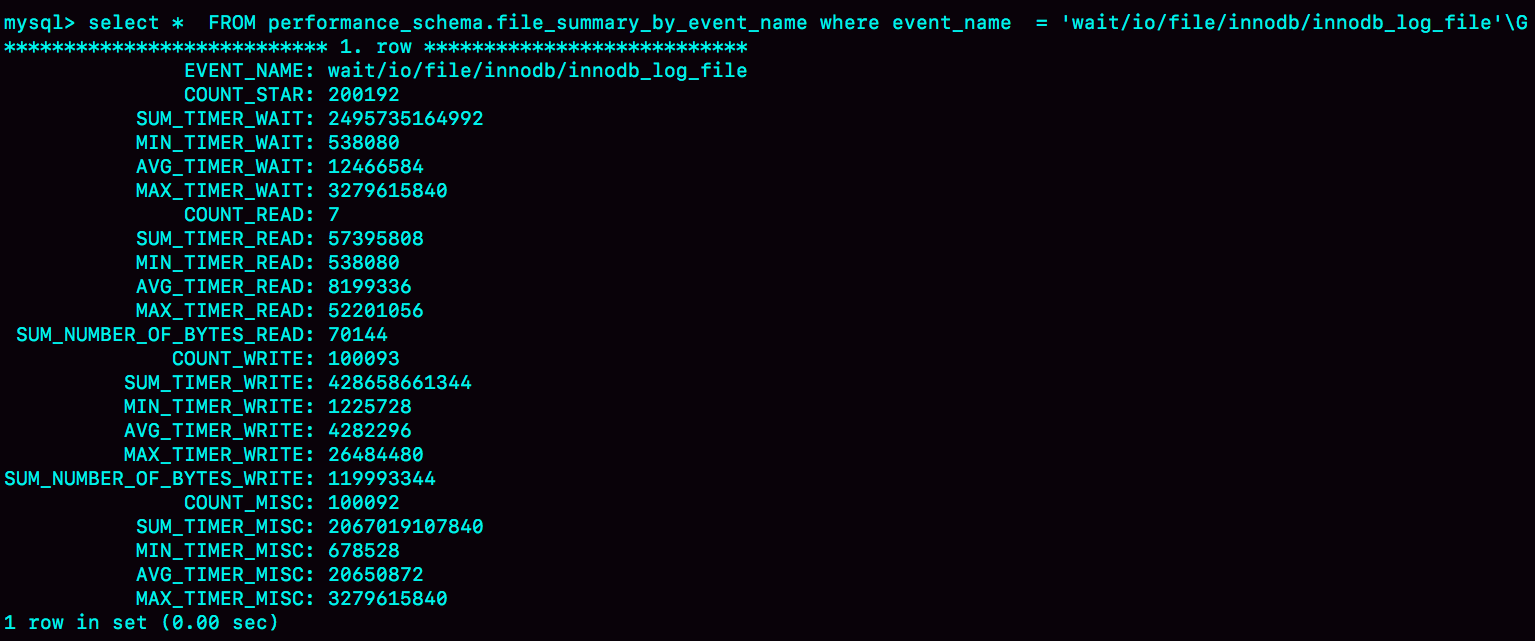 mysql> select *  FROM performance_schema.file_summary_by_event_name where event_name  = 'wait/io/file/innodb/innodb_log_file'\G
*************************** 1. row ***************************
EVENT_NAME: wait/io/file/innodb/innodb_log_file
COUNT_STAR: 200192
SUM_TIMER_WAIT: 2495735164992
MIN_TIMER_WAIT: 538080
AVG_TIMER_WAIT: 12466584
MAX_TIMER_WAIT: 3279615840
COUNT_READ: 7
SUM_TIMER_READ: 57395808
MIN_TIMER_READ: 538080
AVG_TIMER_READ: 8199336
MAX_TIMER_READ: 52201056
SUM_NUMBER_OF_BYTES_READ: 70144
COUNT_WRITE: 100093
SUM_TIMER_WRITE: 428658661344
MIN_TIMER_WRITE: 1225728
AVG_TIMER_WRITE: 4282296
MAX_TIMER_WRITE: 26484480
SUM_NUMBER_OF_BYTES_WRITE: 119993344
COUNT_MISC: 100092
SUM_TIMER_MISC: 2067019107840
MIN_TIMER_MISC: 678528
AVG_TIMER_MISC: 20650872
MAX_TIMER_MISC: 3279615840
1 row in set (0.00 sec)